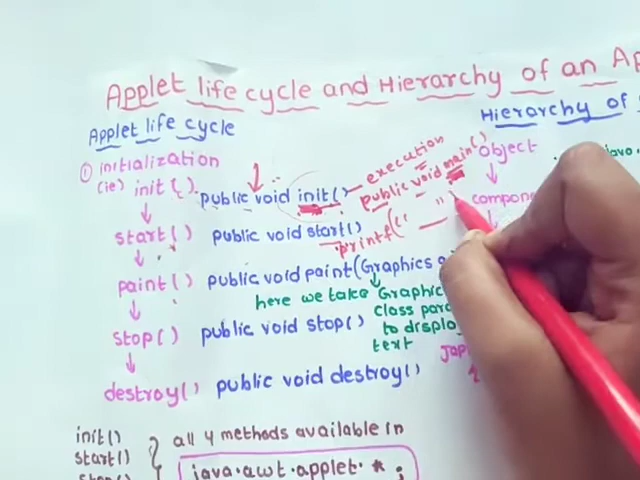 Applet life cycle and Hierarchy of an
Applet life cycle
Hierarchy of
① initialization
(ie) init().
public void init()
execution
public void main()
printf(" — "
start()
public void start()
paint()
public void paint(Graphics
here we take Graphic
class para
to display
text
stop()
public void stop()
destroy()
public void destroy()
object
↓
init()
start()
all 4 methods available in
java.awt.applet.*;